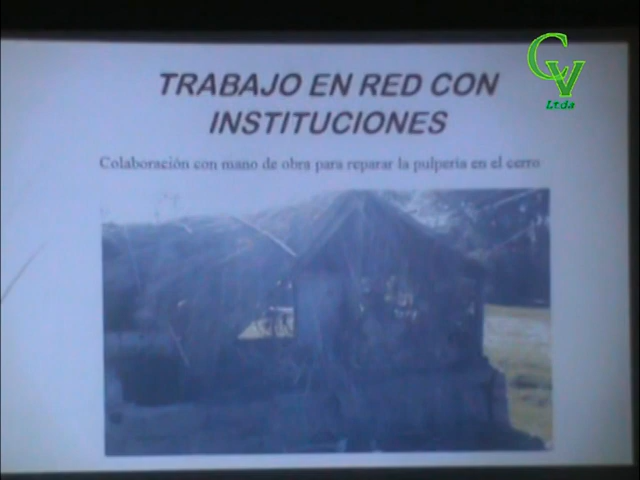 TRABAJO EN RED CON
INSTITUCIONES
Colaboración con mano de obra para reparar la pulpería en el cerro
CV
Ltda